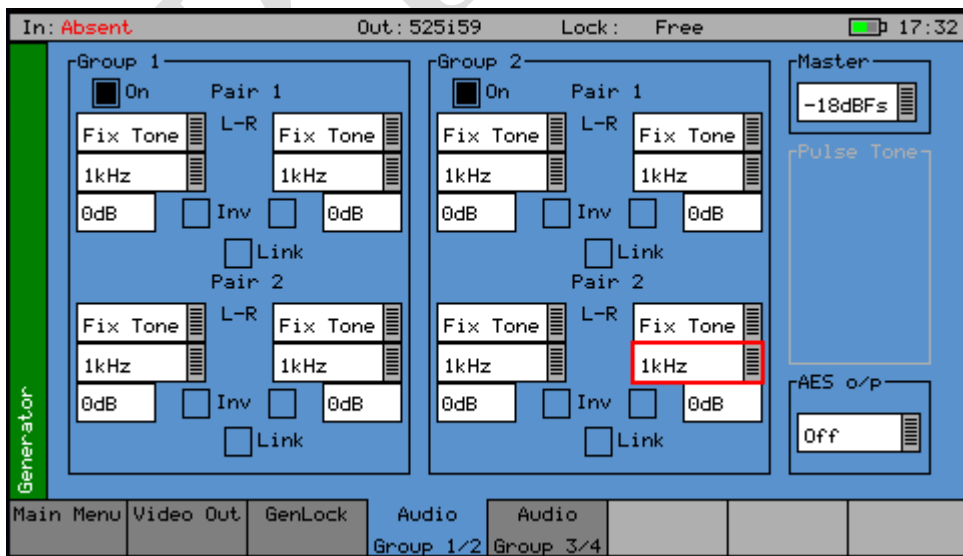 In: Absent Out: 525i59 Lock: Free 17:32
Group 1
On Pair 1
Fix Tone L-R Fix Tone
1kHz 1kHz
0dB Inv 0dB
Link
Pair 2
Fix Tone L-R Fix Tone
1kHz 1kHz
0dB Inv 0dB
Link
Group 2
On Pair 1
Fix Tone L-R Fix Tone
1kHz 1kHz
0dB Inv 0dB
Link
Pair 2
Fix Tone L-R Fix Tone
1kHz 1kHz
0dB Inv 0dB
Link
Master
-18dBFs
Pulse Tone
AES o/p
Off
Generator
Main Menu Video Out GenLock Audio Group 1/2 Audio Group 3/4